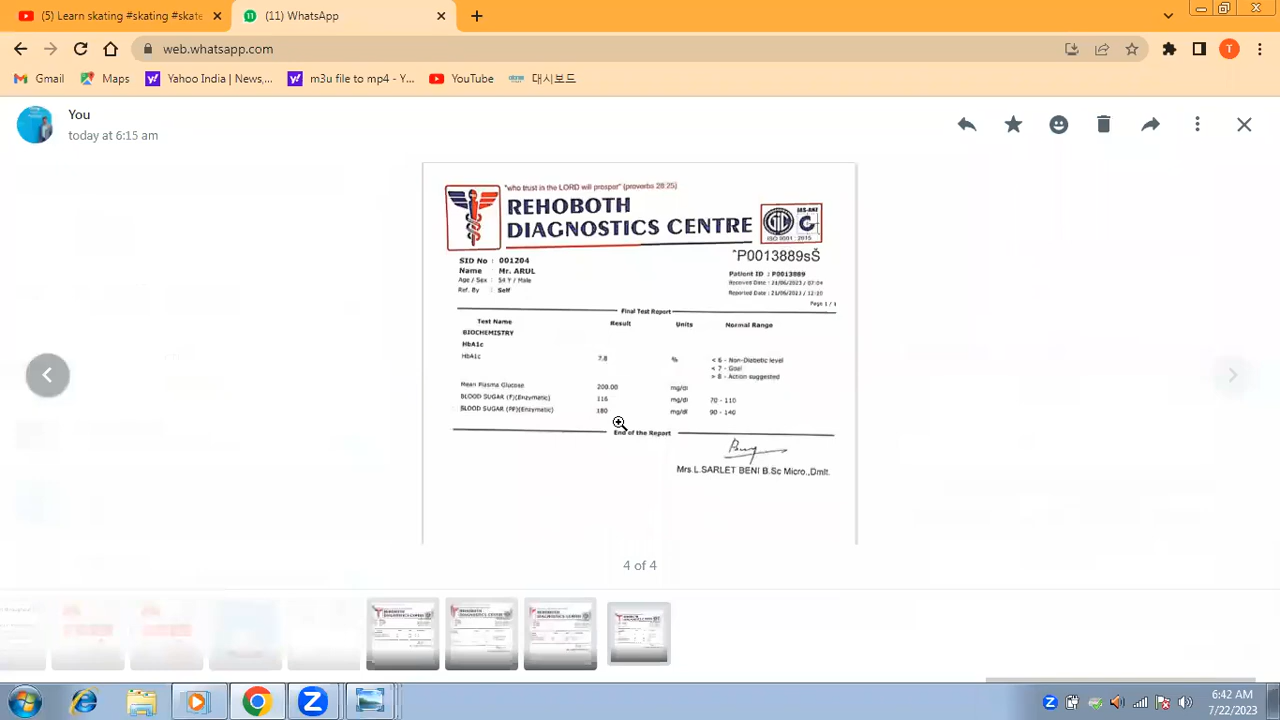 (5) Learn skating #skating #skate
(11) WhatsApp
web.whatsapp.com
Gmail
Maps
Yahoo India | News,...
m3u file to mp4 - Y...
YouTube
대시보드
You
today at 6:15 am
"who trust in the LORD will prosper" (proverbs 28:25)
REHOBOTH
DIAGNOSTICS CENTRE
ISO 9001 : 2015
ˆP0013889sŠ
SID No : 001204
Name : Mr. ARUL
Age / Sex : 54 Y / Male
Ref. By : Self
Patient ID : P0013889
Received Date : 21/06/2023 / 07:04
Reported Date : 21/06/2023 / 12:20
Page 1 / 1
Final Test Report
Test Name Result Units Normal Range
BIOCHEMISTRY
HbA1c
HbA1c 7.8 % < 6 - Non-Diabetic level
< 7 - Goal
> 8 - Action suggested
Mean Plasma Glucose 200.00 mg/dl
BLOOD SUGAR (F)(Enzymatic) 116 mg/dl 70 - 110
BLOOD SUGAR (PP)(Enzymatic) 180 mg/dl 90 - 140
End of the Report
Mrs L.SARLET BENI B.Sc Micro.,Dmlt.
4 of 4
6:42 AM
7/22/2023